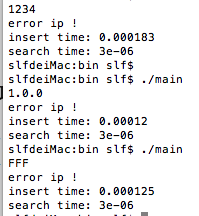 1234
error ip !
insert time: 0.000183
search time: 3e-06
slfdeiMac:bin slf$
slfdeiMac:bin slf$ ./main
1.0.0
error ip !
insert time: 0.00012
search time: 3e-06
slfdeiMac:bin slf$ ./main
FFF
error ip !
insert time: 0.000125
search time: 3e-06